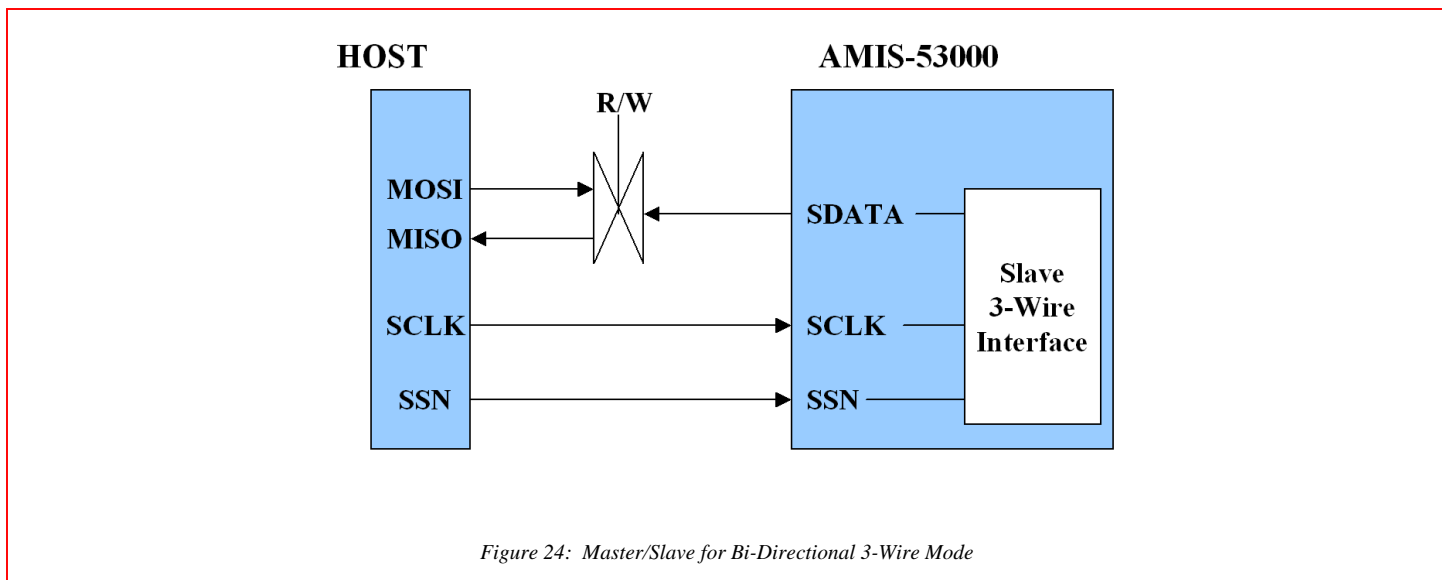 HOST
AMIS-53000
R/W
MOSI
MISO
SCLK
SSN
SDATA
SCLK
SSN
Slave
3-Wire
Interface
Figure 24: Master/Slave for Bi-Directional 3-Wire Mode